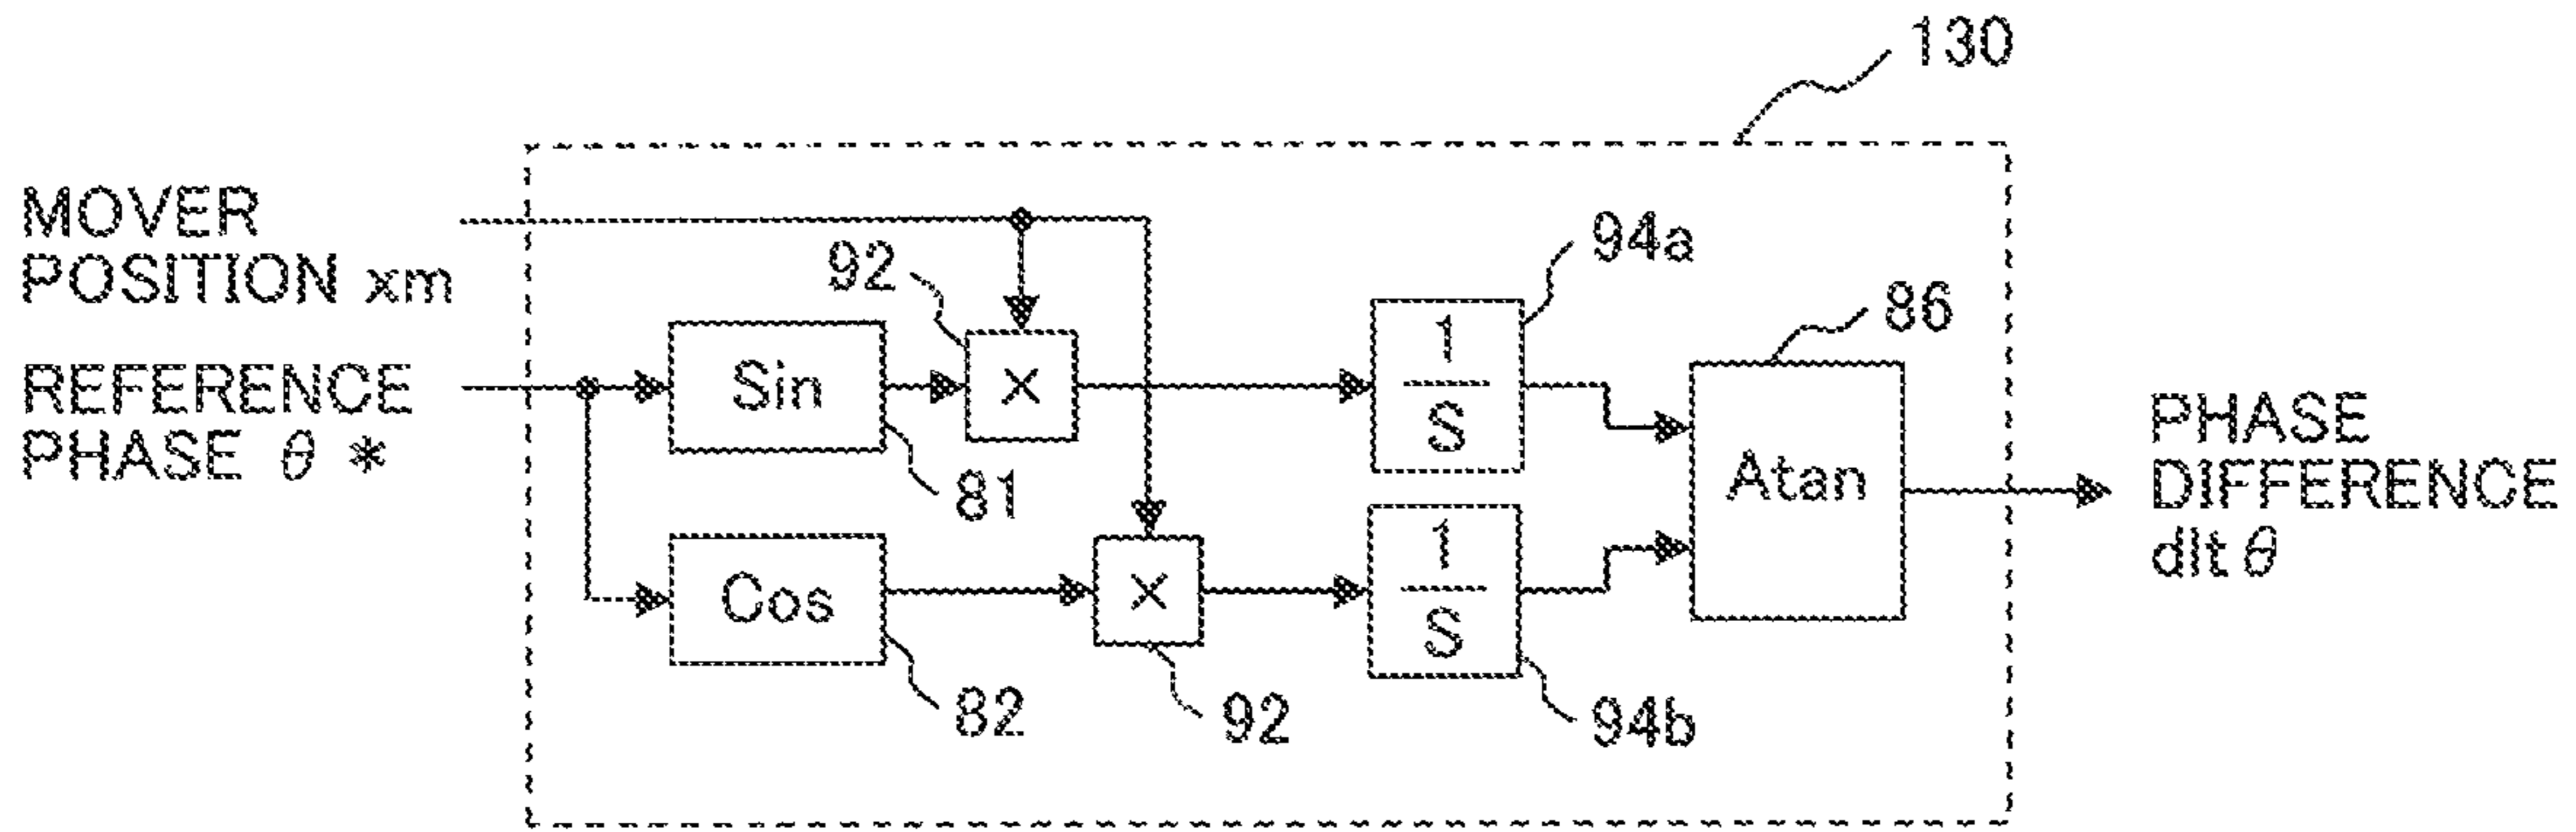 130
MOVER
POSITION xm
REFERENCE
PHASE θ *
92
Sin
81
×
94a
1
S
86
Atan
Cos
82
×
92
1
S
94b
PHASE
DIFFERENCE
dlt θ